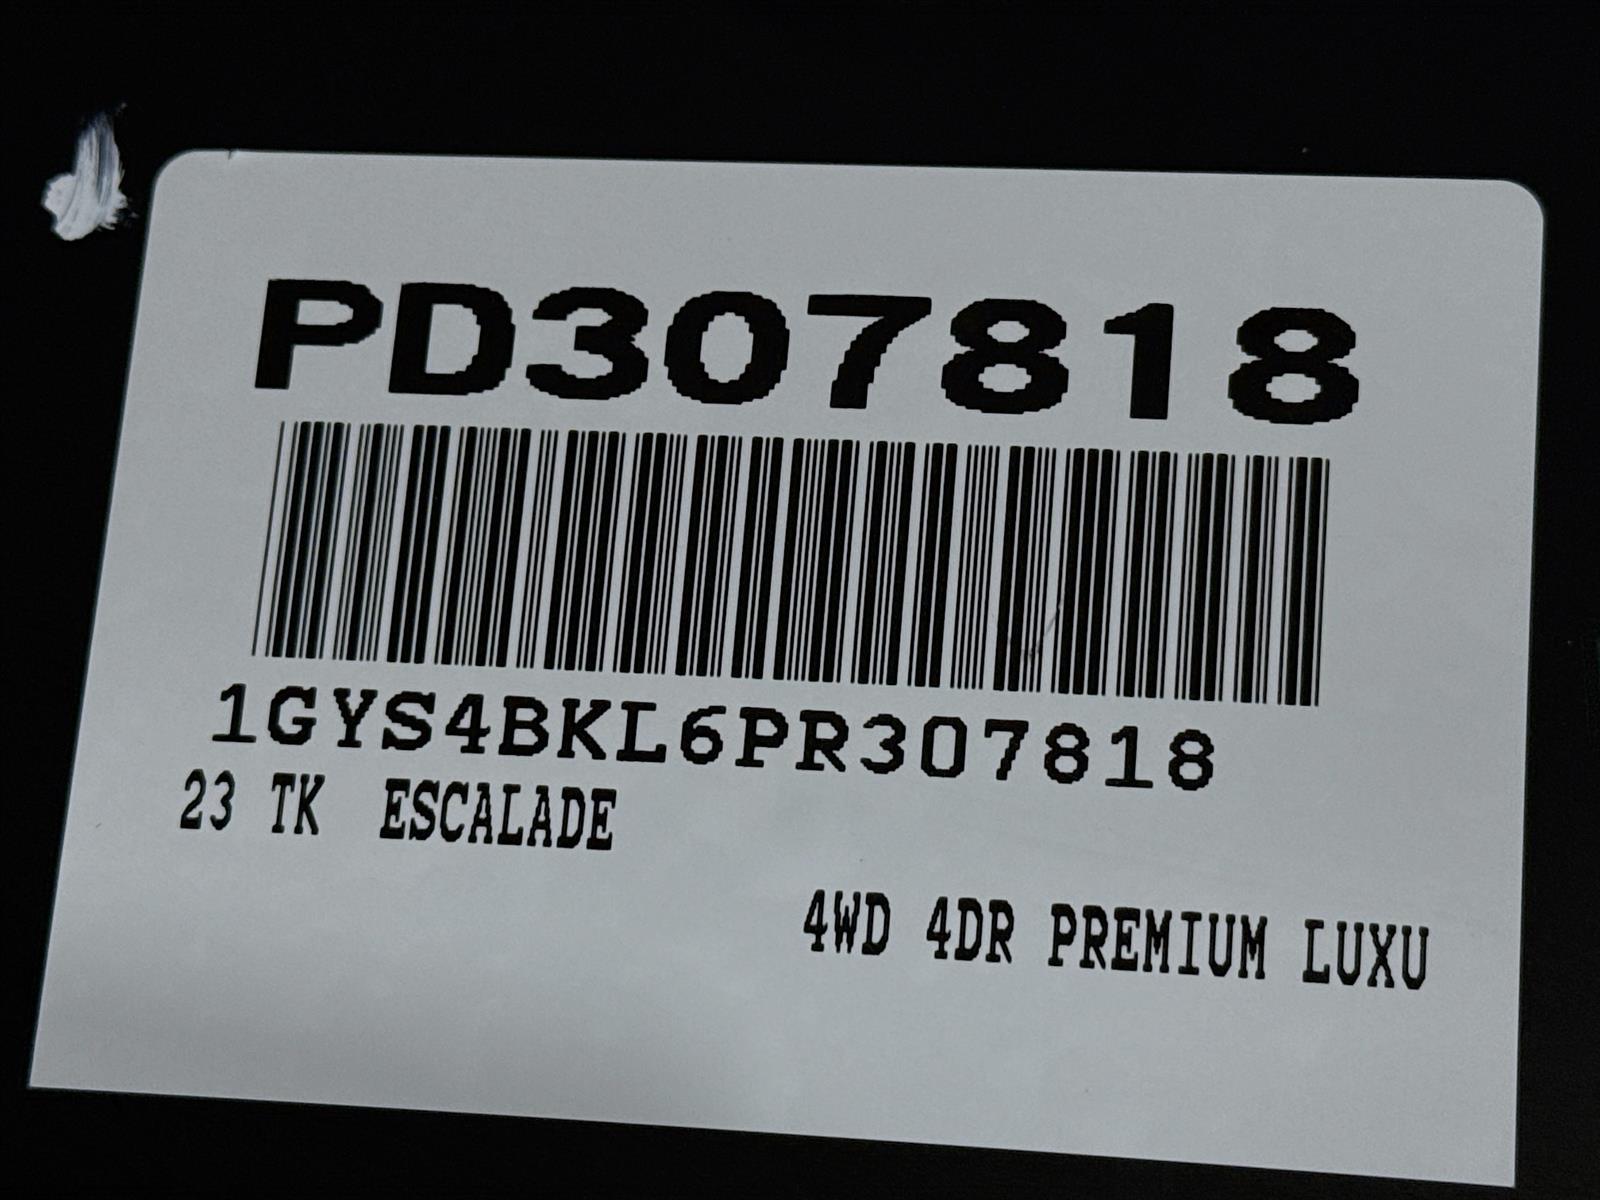 PD307818
1GYS4BKL6PR307818
23 TK ESCALADE
4WD 4DR PREMIUM LUXU